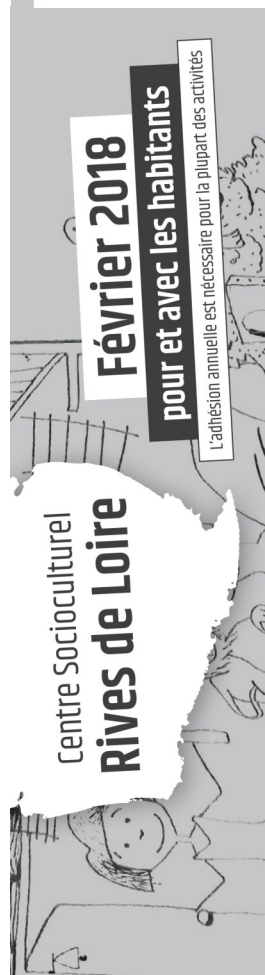 Centre Socioculturel
Rives de Loire
Février 2018
pour et avec les habitants
L'adhésion annuelle est nécessaire pour la plupart des activités